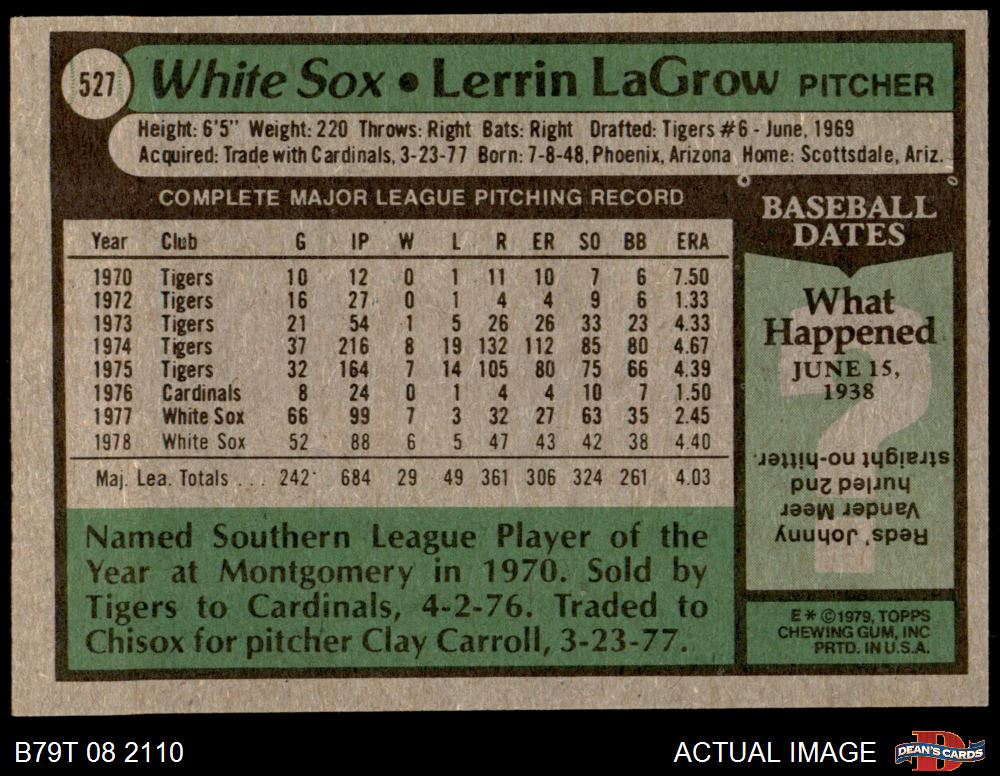 527 White Sox • Lerrin LaGrow PITCHER
Height: 6'5" Weight: 220 Throws: Right Bats: Right Drafted: Tigers #6 - June, 1969
Acquired: Trade with Cardinals, 3-23-77 Born: 7-8-48, Phoenix, Arizona Home: Scottsdale, Ariz.
COMPLETE MAJOR LEAGUE PITCHING RECORD
Year Club G IP W L R ER SO BB ERA
1970 Tigers 10 12 0 1 11 10 7 6 7.50
1972 Tigers 16 27 0 1 4 4 9 6 1.33
1973 Tigers 21 54 1 5 26 26 33 23 4.33
1974 Tigers 37 216 8 19 132 112 85 80 4.67
1975 Tigers 32 164 7 14 105 80 75 66 4.39
1976 Cardinals 8 24 0 1 4 4 10 7 1.50
1977 White Sox 66 99 7 3 32 27 63 35 2.45
1978 White Sox 52 88 6 5 47 43 42 38 4.40
Maj. Lea. Totals ... 242 684 29 49 361 306 324 261 4.03
Named Southern League Player of the
Year at Montgomery in 1970. Sold by
Tigers to Cardinals, 4-2-76. Traded to
Chisox for pitcher Clay Carroll, 3-23-77.
BASEBALL
DATES
What
Happened
JUNE 15,
1938
?
Reds' Johnny
Vander Meer
hurled 2nd
straight no-hitter.
E * © 1979, TOPPS
CHEWING GUM, INC
PRTD. IN U.S.A.
B79T 08 2110
ACTUAL IMAGE
D
DEAN'S CARDS